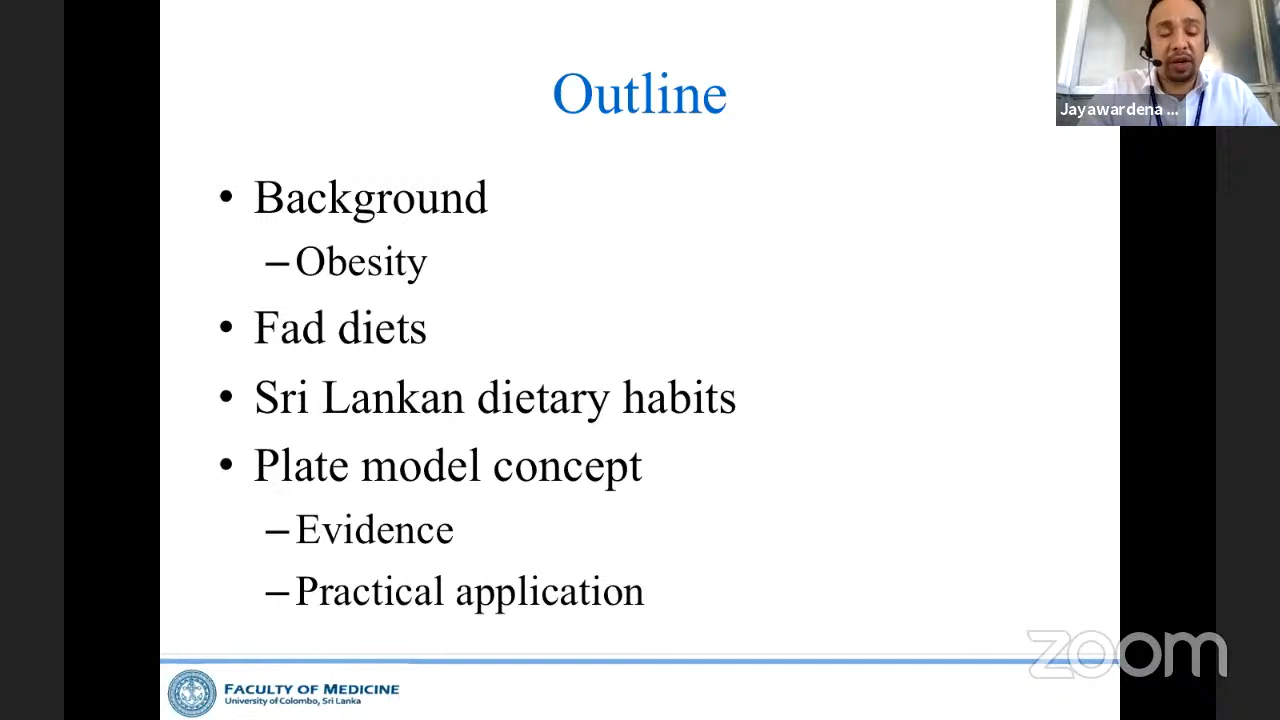 Outline
Jayawardena ...
• Background
– Obesity
• Fad diets
• Sri Lankan dietary habits
• Plate model concept
– Evidence
– Practical application
zoom
FACULTY OF MEDICINE
University of Colombo, Sri Lanka